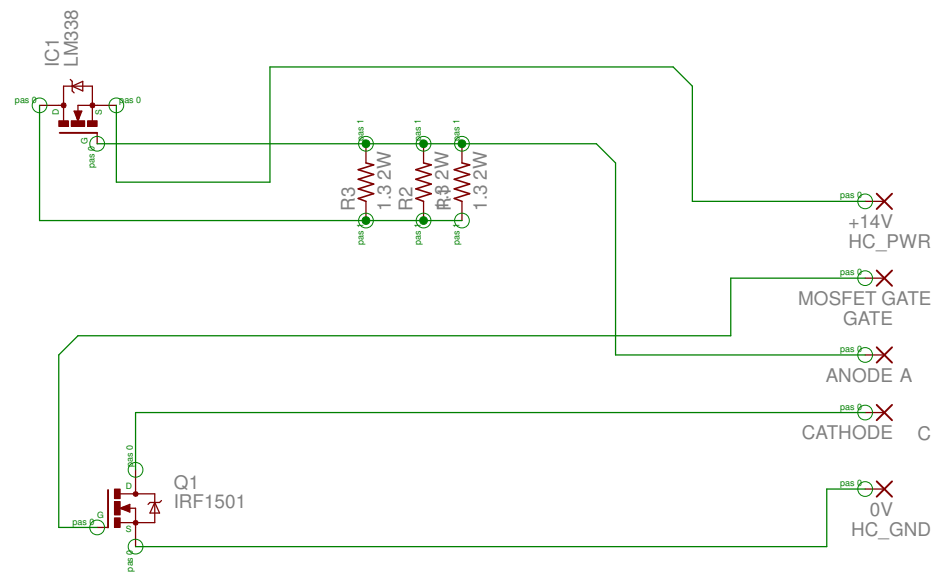 IC1
LM338
pas 0
pas 0
D
S
G
pas 0
pas 1
pas 1
pas 1
R3
1.3 2W
R2
1.3 2W
1.3 2W
pas 1
pas 1
pas 1
pas 0
+14V
HC_PWR
pas 0
MOSFET GATE
GATE
pas 0
ANODE A
pas 0
CATHODE C
pas 0
0V
HC_GND
pas 0
D
Q1
IRF1501
G
pas 0
S
pas 0